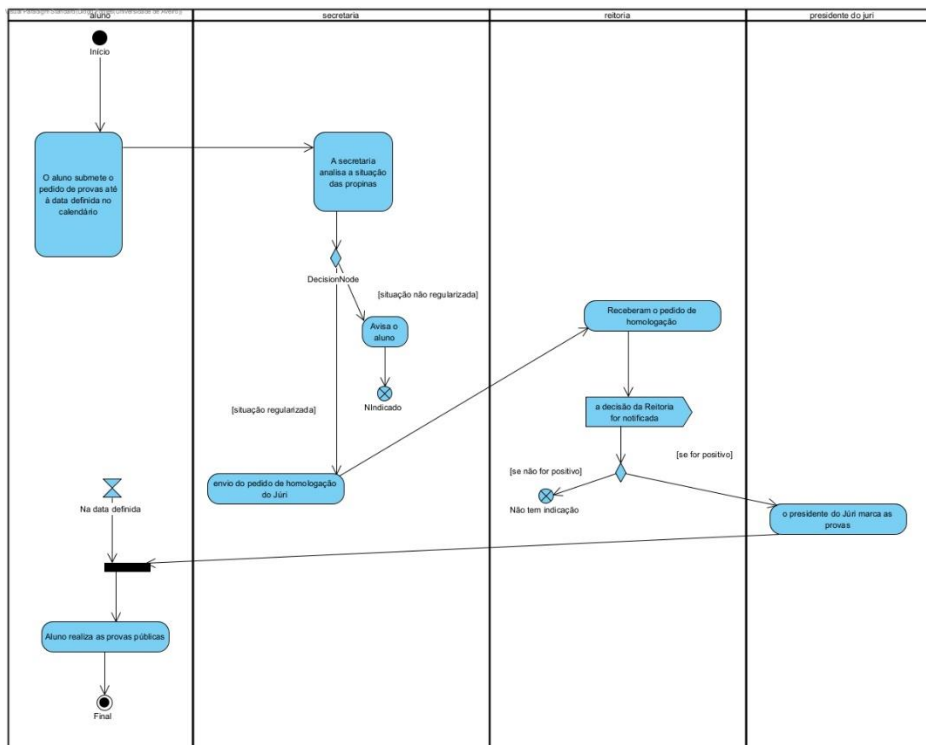 aluno
secretaria
reitoria
presidente do juri
Início
O aluno submete o
pedido de provas até
à data definida no
calendário
A secretaria
analisa a situação
das propinas
DecisionNode
[situação não regularizada]
Avisa o
aluno
NIndicado
[situação regularizada]
envio do pedido de homologação
do Júri
Receberam o pedido de
homologação
a decisão da Reitoria
for notificada
[se for positivo]
[se não for positivo]
Não tem indicação
o presidente do Júri marca as
provas
Na data definida
Aluno realiza as provas públicas
Final